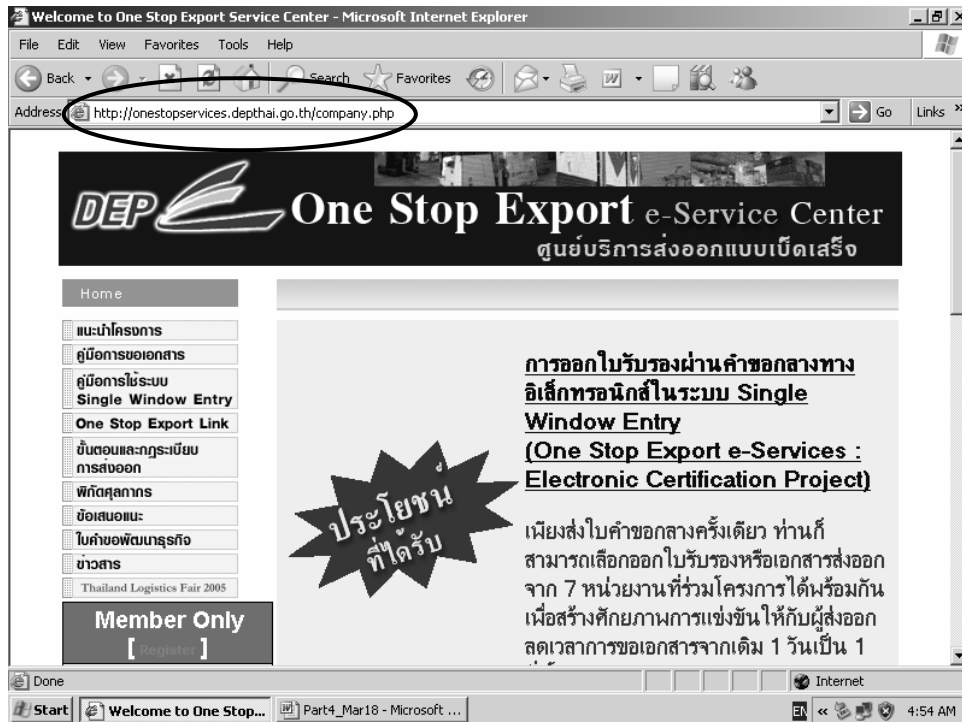 Welcome to One Stop Export Service Center - Microsoft Internet Explorer
File Edit View Favorites Tools Help
Back Search Favorites
Address http://onestopservices.depthai.go.th/company.php Go Links »
DEP One Stop Export e-Service Center
ศูนย์บริการส่งออกแบบเบ็ดเสร็จ
Home
แนะนำโครงการ
คู่มือการขอเอกสาร
คู่มือการใช้ระบบ
Single Window Entry
One Stop Export Link
ขั้นตอนและกฎระเบียบ
การส่งออก
พิกัดศุลกากร
ข้อเสนอแนะ
ใบคำขอพัฒนาธุรกิจ
ข่าวสาร
Thailand Logistics Fair 2005
Member Only
[ Register ]
ประโยชน์
ที่ได้รับ
การออกใบรับรองผ่านคำขอกลางทาง
อิเล็กทรอนิกส์ในระบบ Single
Window Entry
(One Stop Export e-Services :
Electronic Certification Project)
เพียงส่งใบคำขอกลางครั้งเดียว ท่านก็
สามารถเลือกออกใบรับรองหรือเอกสารส่งออก
จาก 7 หน่วยงานที่ร่วมโครงการได้พร้อมกัน
เพื่อสร้างศักยภาพการแข่งขันให้กับผู้ส่งออก
ลดเวลาการขอเอกสารจากเดิม 1 วันเป็น 1
Done Internet
Start Welcome to One Stop... Part4_Mar18 - Microsoft ... EN « 4:54 AM